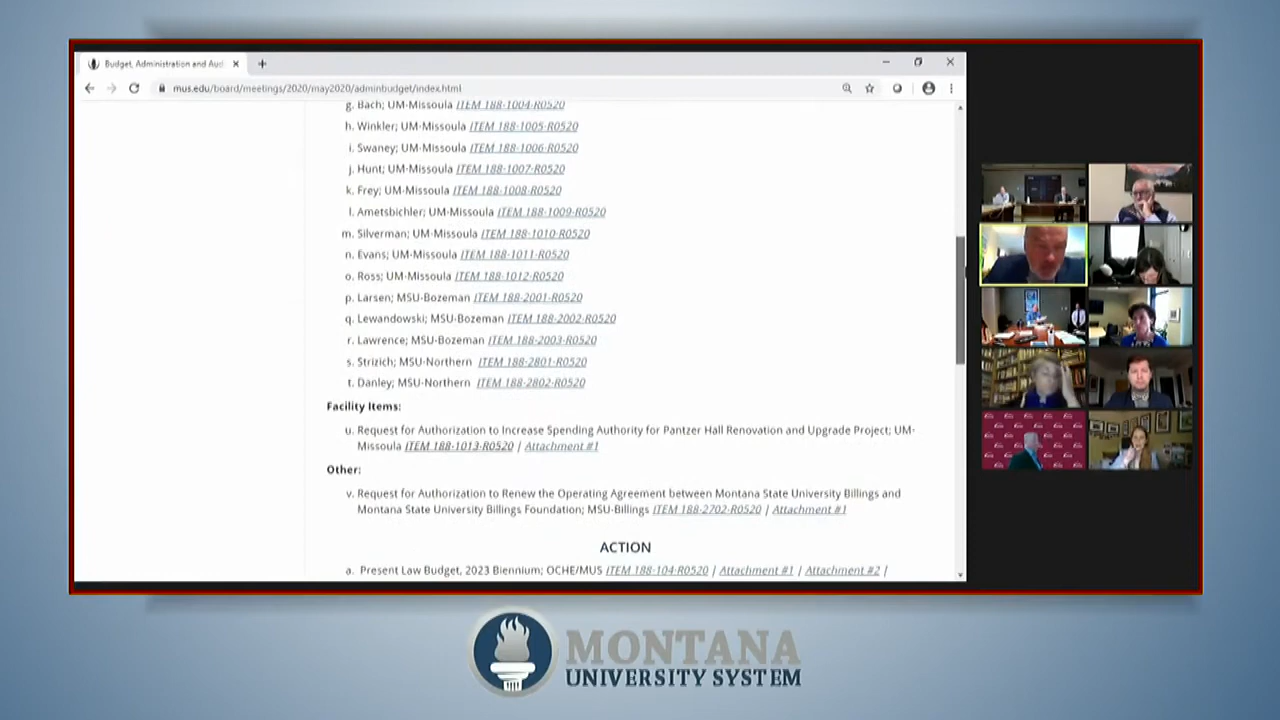 Budget, Administration and Aud
mus.edu/board/meetings/2020/may2020/adminbudget/index.html
g. Bach; UM-Missoula ITEM 188-1004-R0520
h. Winkler; UM-Missoula ITEM 188-1005-R0520
i. Swaney; UM-Missoula ITEM 188-1006-R0520
j. Hunt; UM-Missoula ITEM 188-1007-R0520
k. Frey; UM-Missoula ITEM 188-1008-R0520
l. Ametsbichler; UM-Missoula ITEM 188-1009-R0520
m. Silverman; UM-Missoula ITEM 188-1010-R0520
n. Evans; UM-Missoula ITEM 188-1011-R0520
o. Ross; UM-Missoula ITEM 188-1012-R0520
p. Larsen; MSU-Bozeman ITEM 188-2001-R0520
q. Lewandowski; MSU-Bozeman ITEM 188-2002-R0520
r. Lawrence; MSU-Bozeman ITEM 188-2003-R0520
s. Strizich; MSU-Northern ITEM 188-2801-R0520
t. Danley; MSU-Northern ITEM 188-2802-R0520
Facility Items:
u. Request for Authorization to Increase Spending Authority for Pantzer Hall Renovation and Upgrade Project; UM-
Missoula ITEM 188-1013-R0520 | Attachment #1
Other:
v. Request for Authorization to Renew the Operating Agreement between Montana State University Billings and
Montana State University Billings Foundation; MSU-Billings ITEM 188-2702-R0520 | Attachment #1
ACTION
a. Present Law Budget, 2023 Biennium; OCHE/MUS ITEM 188-104-R0520 | Attachment #1 | Attachment #2 |
MONTANA
UNIVERSITY SYSTEM